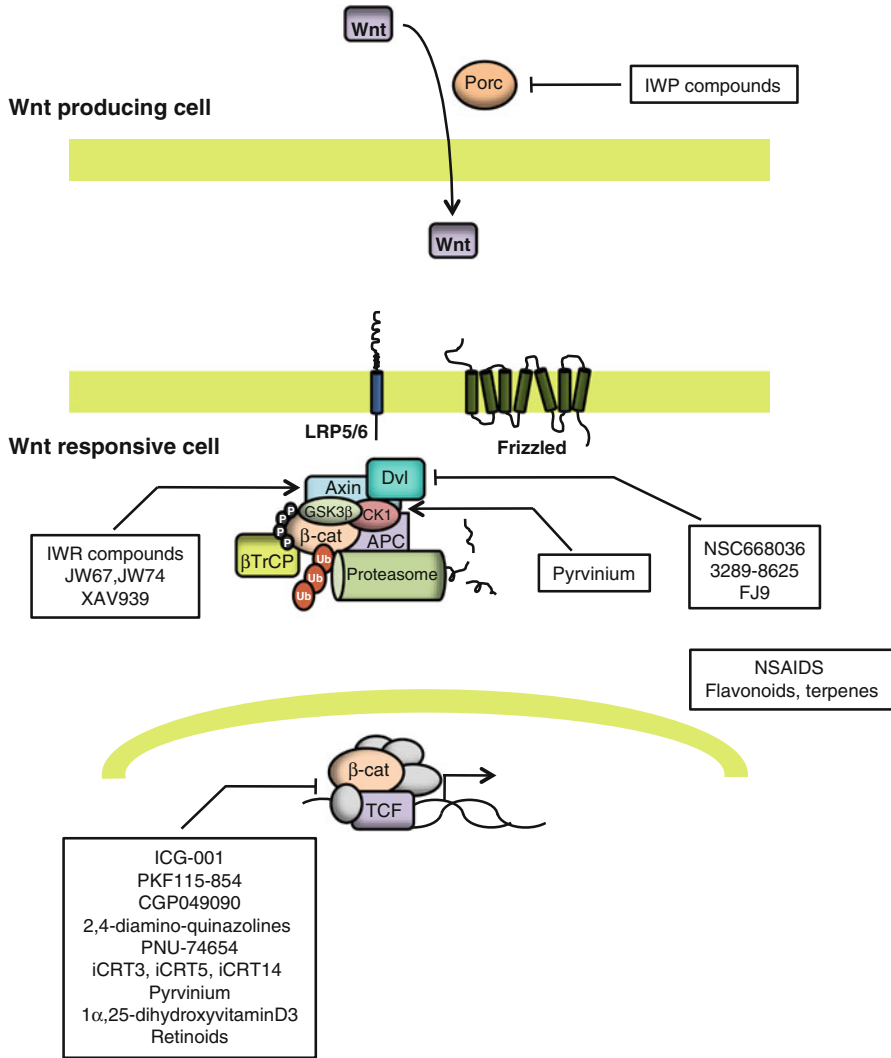 Wnt
Porc
IWP compounds
Wnt producing cell
Wnt
LRP5/6
Frizzled
Wnt responsive cell
Dvl
Axin
GSK3β
CK1
P
P
P
P
β-cat
APC
βTrCP
Ub
Ub
Ub
Proteasome
IWR compounds
JW67,JW74
XAV939
Pyrvinium
NSC668036
3289-8625
FJ9
NSAIDS
Flavonoids, terpenes
β-cat
TCF
ICG-001
PKF115-854
CGP049090
2,4-diamino-quinazolines
PNU-74654
iCRT3, iCRT5, iCRT14
Pyrvinium
1α,25-dihydroxyvitaminD3
Retinoids